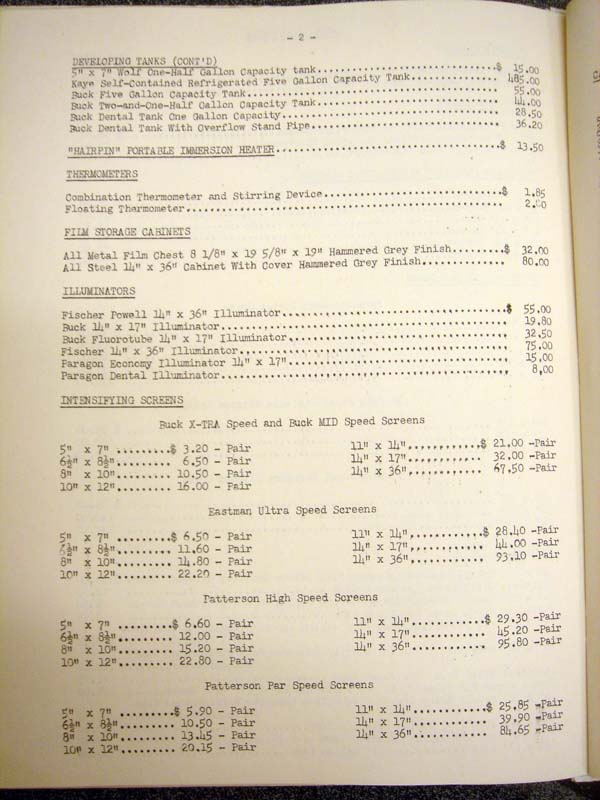 - 2 -
DEVELOPING TANKS (CONT'D)
5" x 7" Wolf One-Half Gallon Capacity tank..............................$ 15.00
Kaye Self-Contained Refrigerated Five Gallon Capacity Tank.............. 485.00
Buck Five Gallon Capacity Tank.......................................... 55.00
Buck Two-and-One-Half Gallon Capacity Tank.............................. 44.00
Buck Dental Tank One Gallon Capacity.................................... 28.50
Buck Dental Tank With Overflow Stand Pipe............................... 36.20
"HAIRPIN" PORTABLE IMMERSION HEATER.....................................$ 13.50
THERMOMETERS
Combination Thermometer and Stirring Device.............................$ 1.85
Floating Thermometer....................................................
FILM STORAGE CABINETS
All Metal Film Chest 8 1/8" x 19 5/8" x 19" Hammered Grey Finish........$ 32.00
All Steel 14" x 36" Cabinet With Cover Hammered Grey Finish............. 80.00
ILLUMINATORS
Fischer Powell 14" x 36" Illuminator....................................$ 55.00
Buck 14" x 17" Illuminator.............................................. 19.80
Buck Fluorotube 14" x 17" Illuminator................................... 32.50
Fischer 14" x 36" Illuminator........................................... 75.00
Paragon Economy Illuminator 14" x 17"................................... 15.00
Paragon Dental Illuminator.............................................. 8.00
INTENSIFYING SCREENS
Buck X-TRA Speed and Buck MID Speed Screens
5" x 7" .........$ 3.20 - Pair 11" x 14"............$ 21.00 -Pair
6½" x 8½"......... 6.50 - Pair 14" x 17"............ 32.00 -Pair
8" x 10"......... 10.50 - Pair 14" x 36"............ 67.50 -Pair
10" x 12"......... 16.00 - Pair
Eastman Ultra Speed Screens
5" x 7" .........$ 6.50 - Pair 11" x 14"............$ 28.40 -Pair
6½" x 8½"......... 11.60 - Pair 14" x 17"............ 44.00 -Pair
8" x 10"......... 14.80 - Pair 14" x 36"............ 93.10 -Pair
10" x 12"......... 22.20 - Pair
Patterson High Speed Screens
5" x 7" .........$ 6.60 - Pair 11" x 14"............$ 29.30 -Pair
6½" x 8½"......... 12.00 - Pair 14" x 17"............ 45.20 -Pair
8" x 10"......... 15.20 - Pair 14" x 36"............ 95.80 -Pair
10" x 12"......... 22.80 - Pair
Patterson Par Speed Screens
5" x 7" .........$ 5.90 - Pair 11" x 14"............$ 25.85 -Pair
6½" x 8½"......... 10.50 - Pair 14" x 17"............ 39.90 -Pair
8" x 10"......... 13.45 - Pair 14" x 36"............ 84.65 -Pair
10" x 12"......... 20.15 - Pair